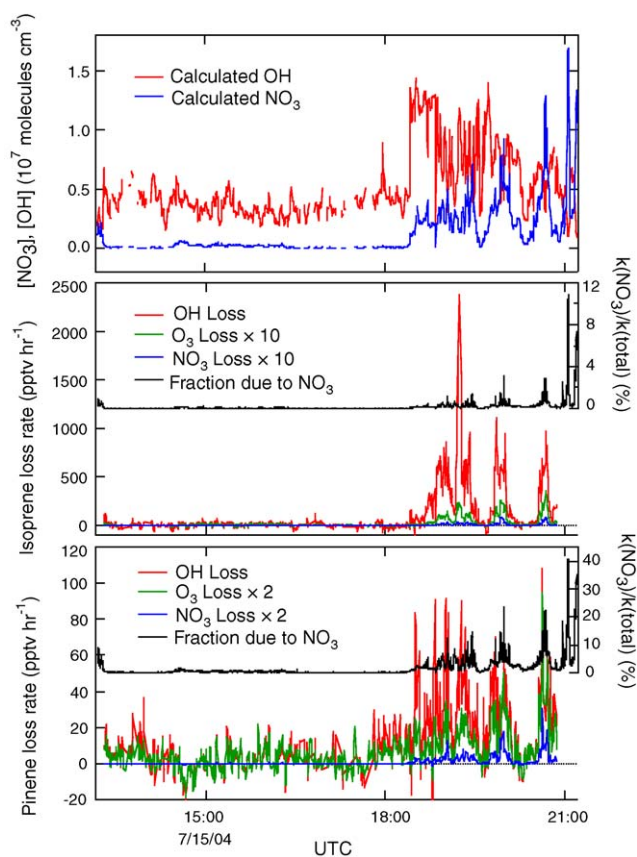 [NO₃], [OH] (10⁷ molecules cm⁻³)
1.5
1.0
0.5
0.0
Calculated OH
Calculated NO₃
Isoprene loss rate (pptv hr⁻¹)
2500
2000
1500
1000
500
0
OH Loss
O₃ Loss × 10
NO₃ Loss × 10
Fraction due to NO₃
12
10
8
6
4
2
0
k(NO₃)/k(total) (%)
Pinene loss rate (pptv hr⁻¹)
120
100
80
60
40
20
0
-20
OH Loss
O₃ Loss × 2
NO₃ Loss × 2
Fraction due to NO₃
40
30
20
10
0
k(NO₃)/k(total) (%)
15:00
18:00
21:00
7/15/04
UTC